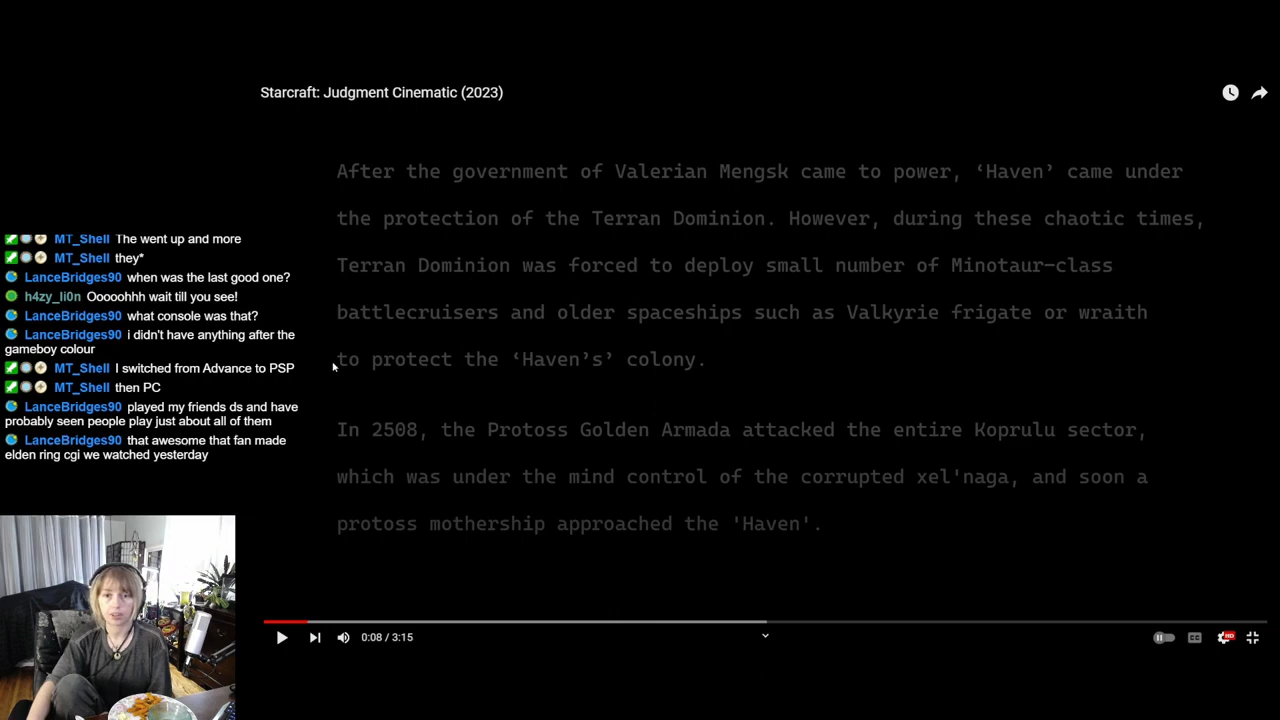 Starcraft: Judgment Cinematic (2023)
After the government of Valerian Mengsk came to power, ‘Haven’ came under
the protection of the Terran Dominion. However, during these chaotic times,
Terran Dominion was forced to deploy small number of Minotaur-class
battlecruisers and older spaceships such as Valkyrie frigate or wraith
to protect the ‘Haven’s’ colony.
In 2508, the Protoss Golden Armada attacked the entire Koprulu sector,
which was under the mind control of the corrupted xel'naga, and soon a
protoss mothership approached the 'Haven'.
MT_Shell The went up and more
MT_Shell they*
LanceBridges90 when was the last good one?
h4zy_li0n Ooooohhh wait till you see!
LanceBridges90 what console was that?
LanceBridges90 i didn't have anything after the
gameboy colour
MT_Shell I switched from Advance to PSP
MT_Shell then PC
LanceBridges90 played my friends ds and have
probably seen people play just about all of them
LanceBridges90 that awesome that fan made
elden ring cgi we watched yesterday
0:08 / 3:15
CC
HD